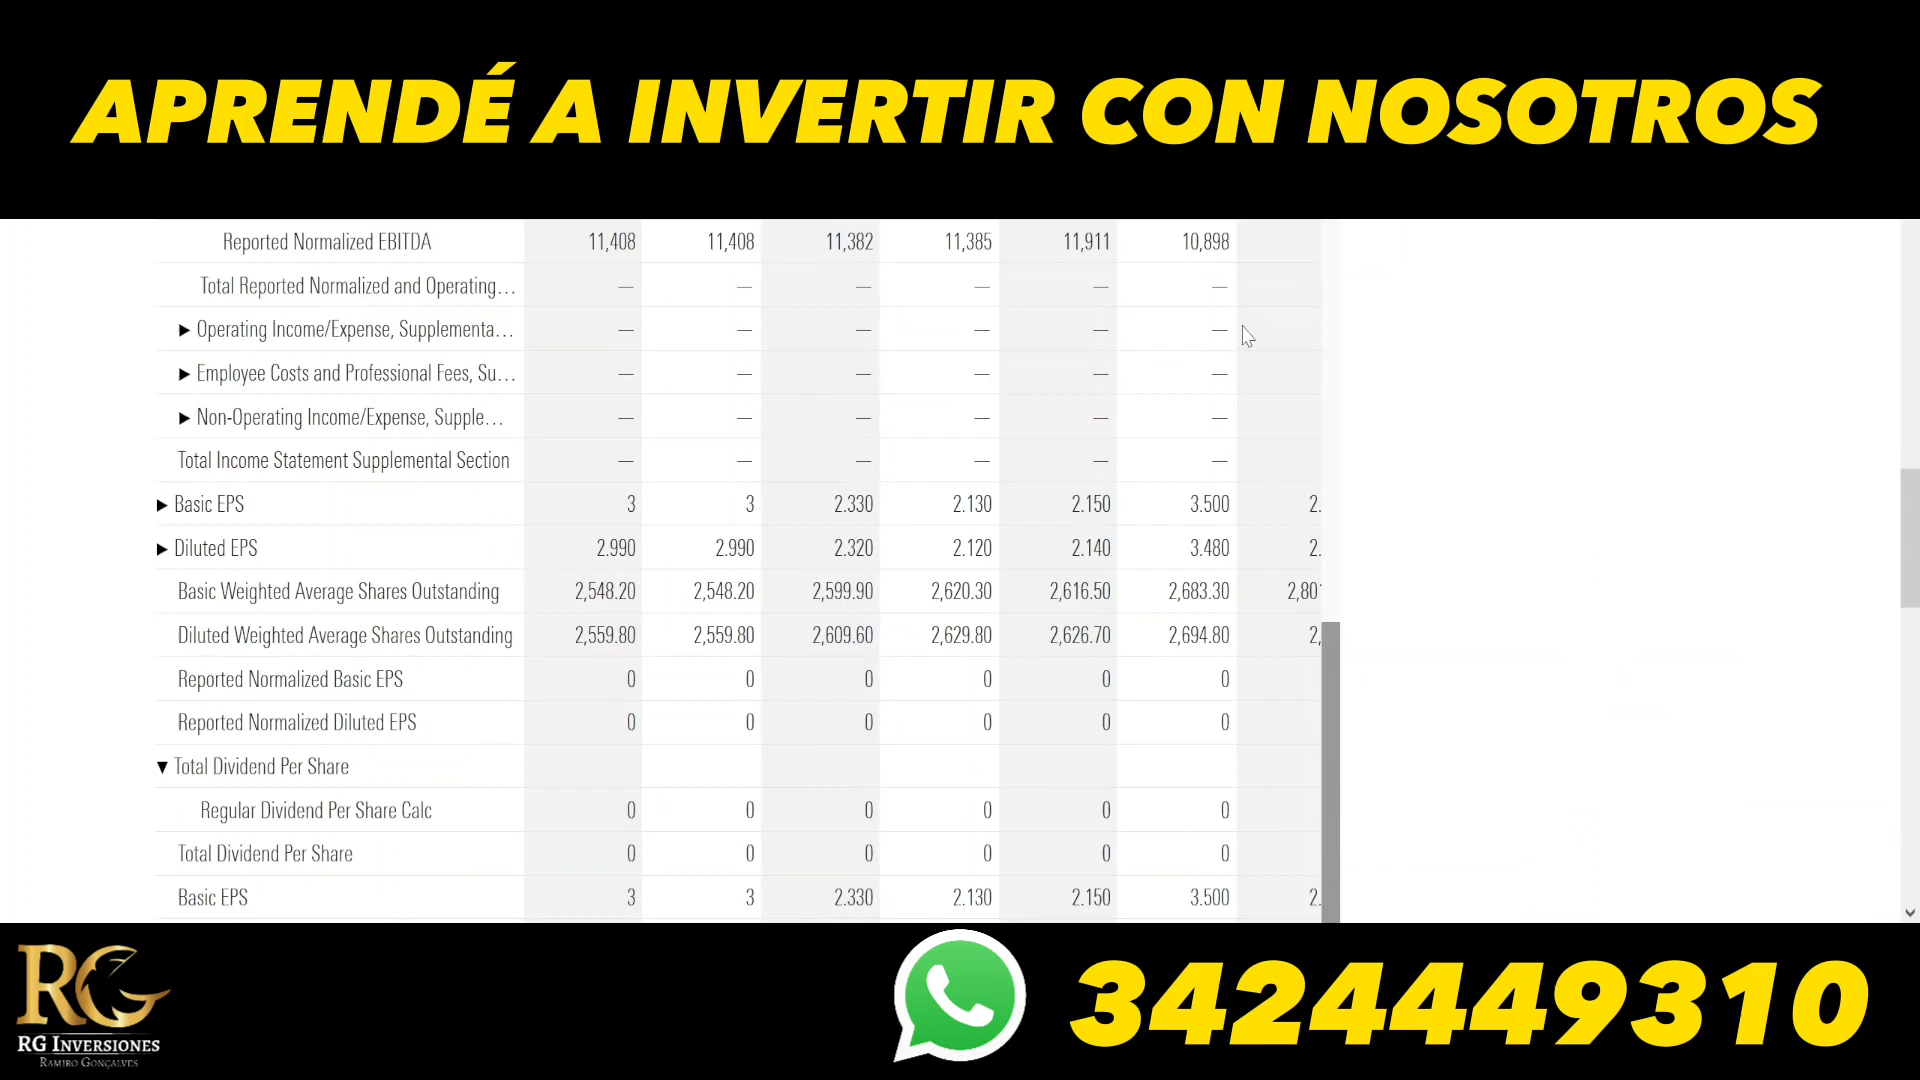 APRENDÉ A INVERTIR CON NOSOTROS
Reported Normalized EBITDA 11,408 11,408 11,382 11,385 11,911 10,898
Total Reported Normalized and Operating… — — — — — —
▶ Operating Income/Expense, Supplementa… — — — — — —
▶ Employee Costs and Professional Fees, Su… — — — — — —
▶ Non-Operating Income/Expense, Supple… — — — — — —
Total Income Statement Supplemental Section — — — — — —
▶ Basic EPS 3 3 2.330 2.130 2.150 3.500 2.
▶ Diluted EPS 2.990 2.990 2.320 2.120 2.140 3.480 2.
Basic Weighted Average Shares Outstanding 2,548.20 2,548.20 2,599.90 2,620.30 2,616.50 2,683.30 2,80
Diluted Weighted Average Shares Outstanding 2,559.80 2,559.80 2,609.60 2,629.80 2,626.70 2,694.80 2,
Reported Normalized Basic EPS 0 0 0 0 0 0
Reported Normalized Diluted EPS 0 0 0 0 0 0
▼ Total Dividend Per Share
Regular Dividend Per Share Calc 0 0 0 0 0 0
Total Dividend Per Share 0 0 0 0 0 0
Basic EPS 3 3 2.330 2.130 2.150 3.500 2.
RG
RG INVERSIONES
RAMIRO GONÇALVES
3424449310